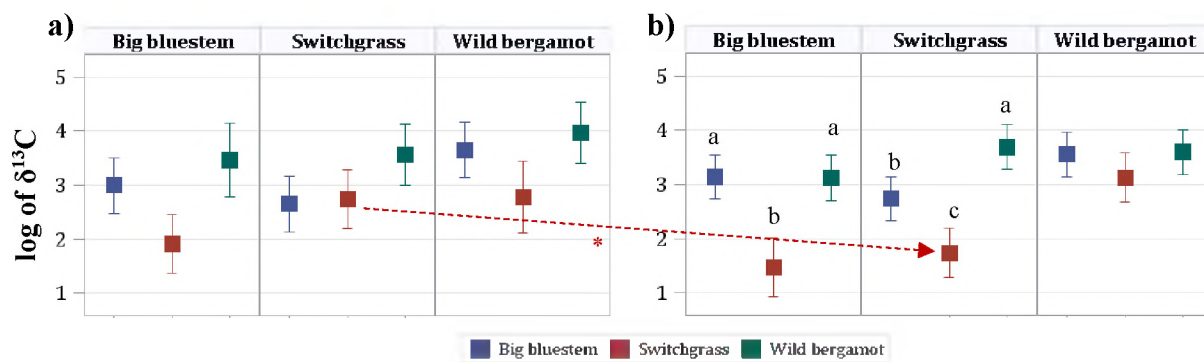 a)
Big bluestem Switchgrass Wild bergamot
log of δ¹³C
5
4
3
2
1
*
b)
Big bluestem Switchgrass Wild bergamot
5
4
3
2
1
a a
b
b a
c
Big bluestem Switchgrass Wild bergamot